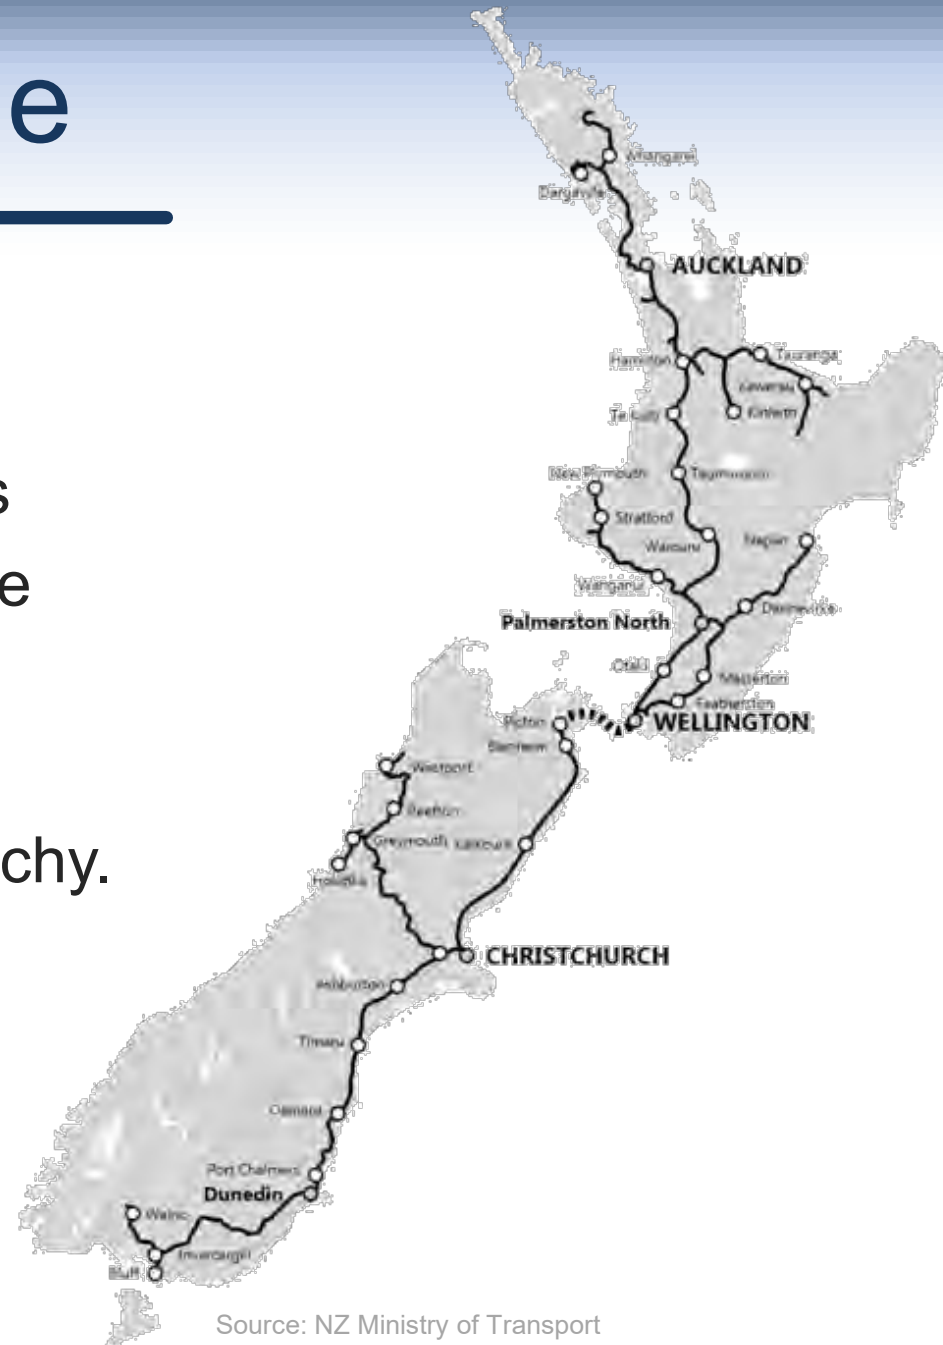 e
s
e
chy.
Whangarei
Dargaville
AUCKLAND
Hamilton
Tauranga
Kawerau
Te Kuiti
Kinleith
New Plymouth
Taumarunui
Stratford
Waiouru
Napier
Wanganui
Dannevirke
Palmerston North
Otaki
Masterton
Featherston
WELLINGTON
Picton
Blenheim
Westport
Reefton
Greymouth
Kaikoura
Hokitika
CHRISTCHURCH
Ashburton
Timaru
Oamaru
Port Chalmers
Dunedin
Invercargill
Bluff
Source: NZ Ministry of Transport